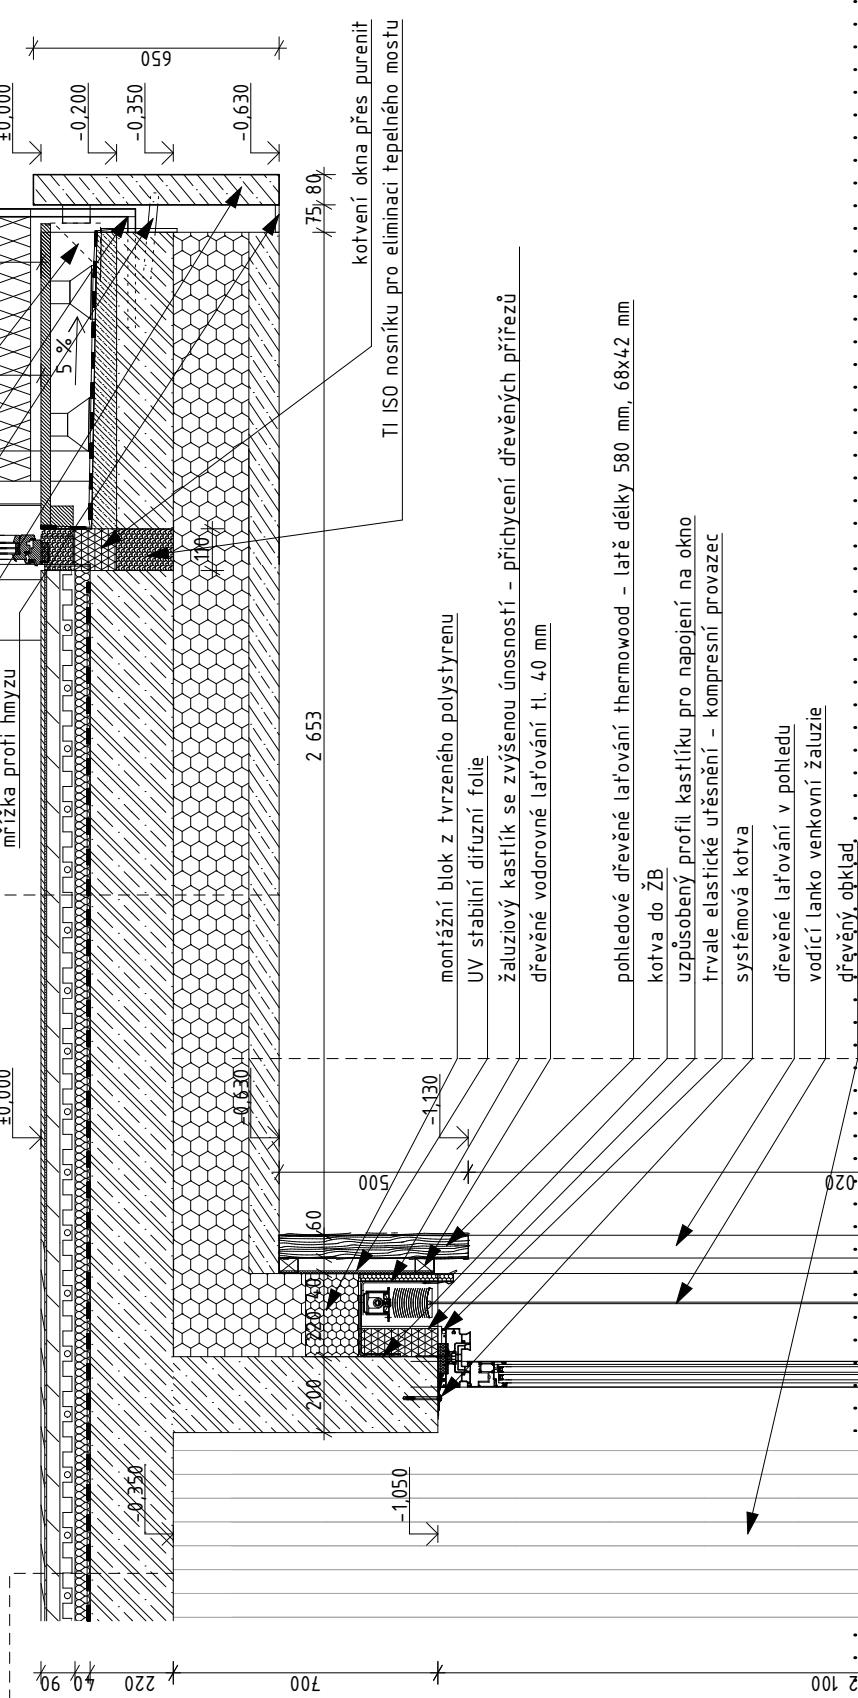 ±0,000
-0,200
-0,350
-0,630
650
75 80
kotvení okna přes purenit
TI ISO nosníku pro eliminaci tepelného mostu
5 %
110
mřížka proti hmyzu
2 653
montážní blok z tvrzeného polystyrenu
UV stabilní difuzní folie
žaluziový kastlík se zvýšenou únosností - přichycení dřevěných přířezů
dřevěné vodorovné laťování tl. 40 mm
pohledové dřevěné laťování thermowood - latě délky 580 mm, 68x42 mm
kotva do ŽB
uzpůsobený profil kastlíku pro napojení na okno
trvale elastické utěsnění - kompresní provazec
systémová kotva
dřevěné laťování v pohledu
vodící lanko venkovní žaluzie
dřevěný obklad
±0,000
-0,630
-1,130
500
020
60
40
220
200
-0,350
-1,050
90
40
220
700
2 100